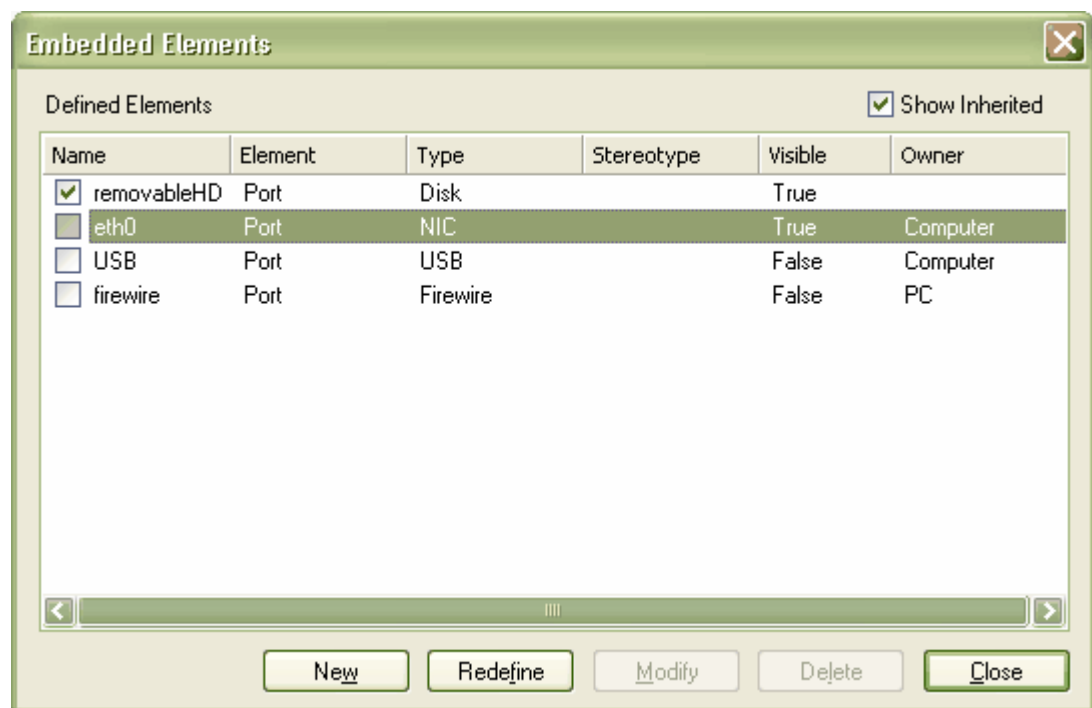 Embedded Elements
Defined Elements Show Inherited
Name Element Type Stereotype Visible Owner
removableHD Port Disk True
eth0 Port NIC True Computer
USB Port USB False Computer
firewire Port Firewire False PC
New Redefine Modify Delete Close